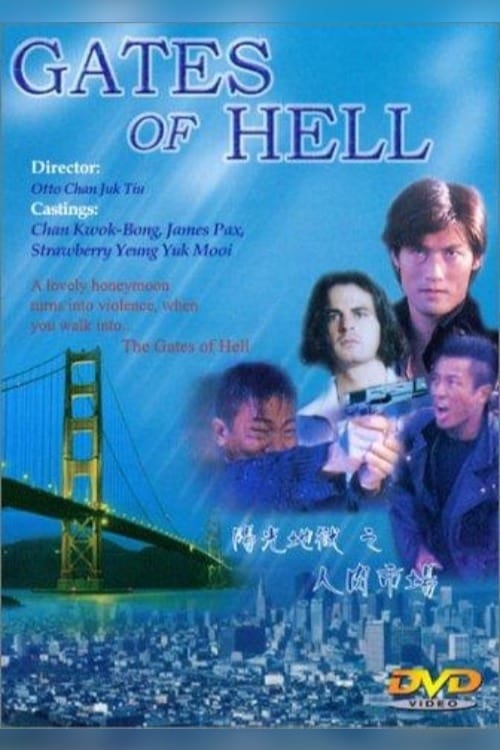 GATES
OF HELL
Director:
Otto Chan Juk Tiu
Castings:
Chan Kwok-Bong, James Pax,
Strawberry Yeung Yuk Mooi
A lovely honeymoon
turns into violence, when
you walk into..
The Gates of Hell
陽光地獄 之
人肉市場
DVD
VIDEO